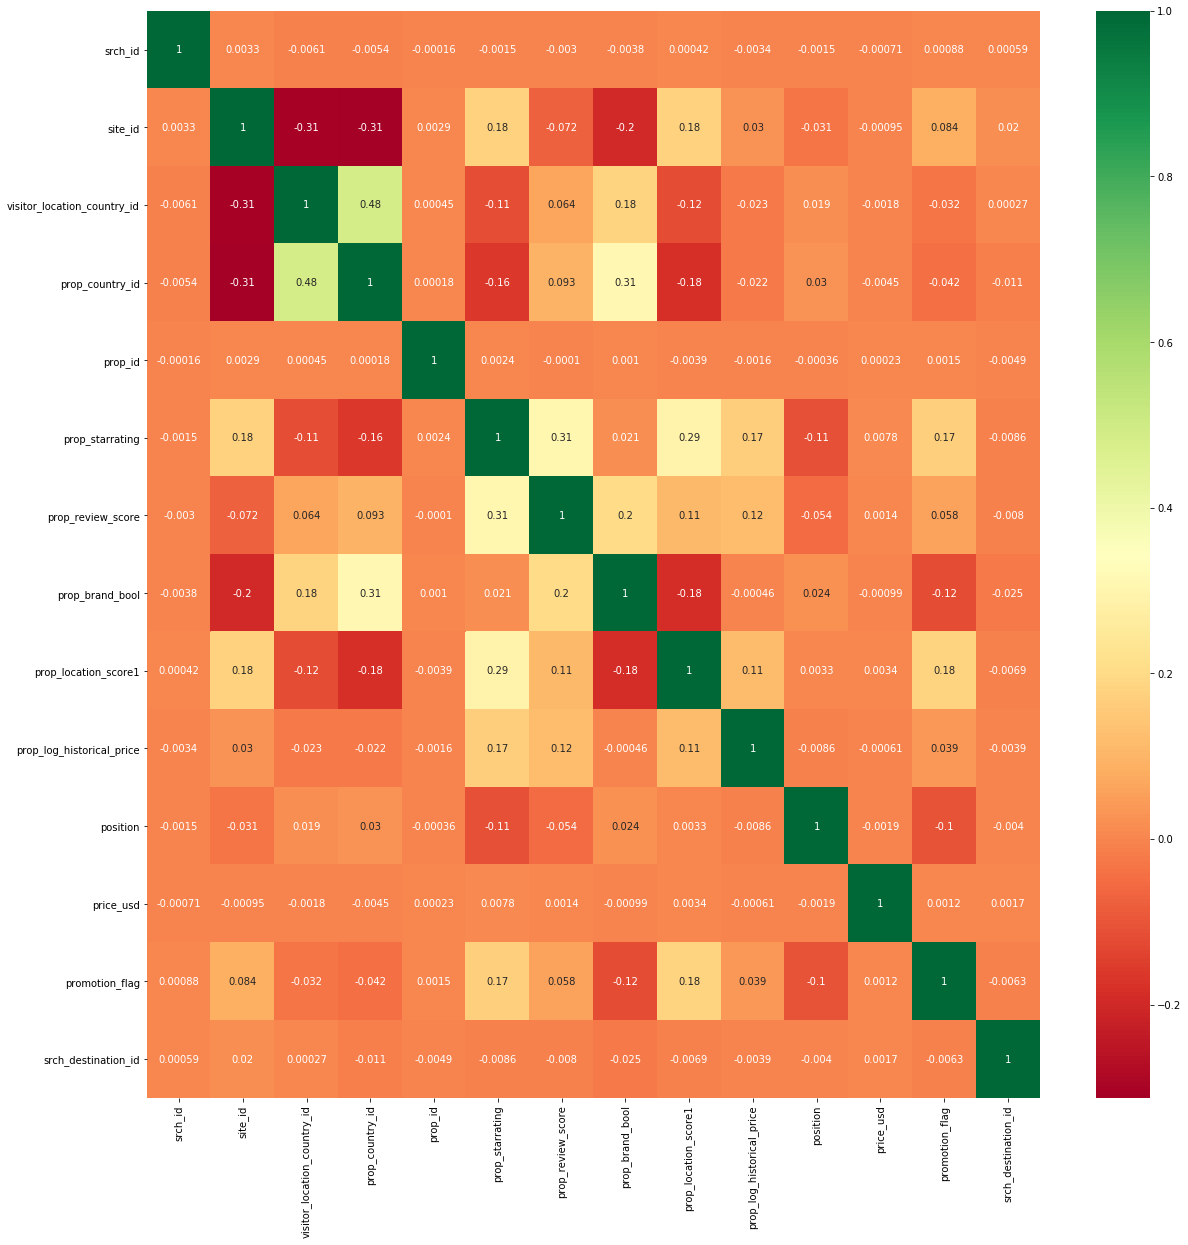 srch_id 1 0.0033 -0.0061 -0.0054 -0.00016 -0.0015 -0.003 -0.0038 0.00042 -0.0034 -0.0015 -0.00071 0.00088 0.00059
site_id 0.0033 1 -0.31 -0.31 0.0029 0.18 -0.072 -0.2 0.18 0.03 -0.031 -0.00095 0.084 0.02
visitor_location_country_id -0.0061 -0.31 1 0.48 0.00045 -0.11 0.064 0.18 -0.12 -0.023 0.019 -0.0018 -0.032 0.00027
prop_country_id -0.0054 -0.31 0.48 1 0.00018 -0.16 0.093 0.31 -0.18 -0.022 0.03 -0.0045 -0.042 -0.011
prop_id -0.00016 0.0029 0.00045 0.00018 1 0.0024 -0.0001 0.001 -0.0039 -0.0016 -0.00036 0.00023 0.0015 -0.0049
prop_starrating -0.0015 0.18 -0.11 -0.16 0.0024 1 0.31 0.021 0.29 0.17 -0.11 0.0078 0.17 -0.0086
prop_review_score -0.003 -0.072 0.064 0.093 -0.0001 0.31 1 0.2 0.11 0.12 -0.054 0.0014 0.058 -0.008
prop_brand_bool -0.0038 -0.2 0.18 0.31 0.001 0.021 0.2 1 -0.18 -0.00046 0.024 -0.00099 -0.12 -0.025
prop_location_score1 0.00042 0.18 -0.12 -0.18 -0.0039 0.29 0.11 -0.18 1 0.11 0.0033 0.0034 0.18 -0.0069
prop_log_historical_price -0.0034 0.03 -0.023 -0.022 -0.0016 0.17 0.12 -0.00046 0.11 1 -0.0086 -0.00061 0.039 -0.0039
position -0.0015 -0.031 0.019 0.03 -0.00036 -0.11 -0.054 0.024 0.0033 -0.0086 1 -0.0019 -0.1 -0.004
price_usd -0.00071 -0.00095 -0.0018 -0.0045 0.00023 0.0078 0.0014 -0.00099 0.0034 -0.00061 -0.0019 1 0.0012 0.0017
promotion_flag 0.00088 0.084 -0.032 -0.042 0.0015 0.17 0.058 -0.12 0.18 0.039 -0.1 0.0012 1 -0.0063
srch_destination_id 0.00059 0.02 0.00027 -0.011 -0.0049 -0.0086 -0.008 -0.025 -0.0069 -0.0039 -0.004 0.0017 -0.0063 1
srch_id
site_id
visitor_location_country_id
prop_country_id
prop_id
prop_starrating
prop_review_score
prop_brand_bool
prop_location_score1
prop_log_historical_price
position
price_usd
promotion_flag
srch_destination_id
1.0
0.8
0.6
0.4
0.2
0.0
−0.2